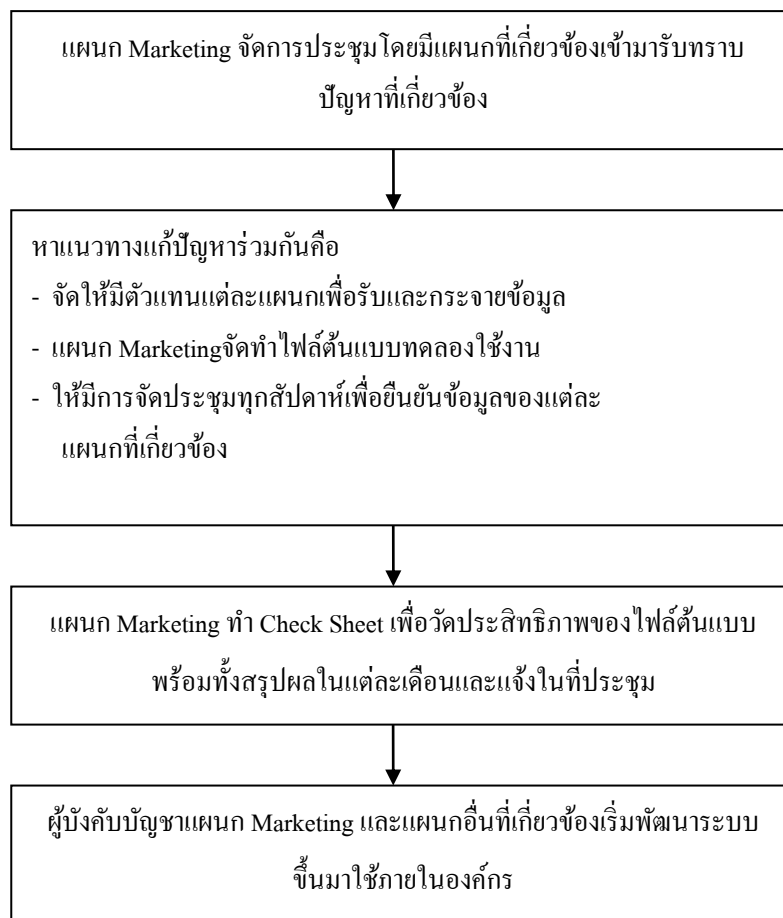 แผนก Marketing จัดการประชุมโดยมีแผนกที่เกี่ยวข้องเข้ามารับทราบ
ปัญหาที่เกี่ยวข้อง
หาแนวทางแก้ปัญหาร่วมกันคือ
- จัดให้มีตัวแทนแต่ละแผนกเพื่อรับและกระจายข้อมูล
- แผนก Marketingจัดทำไฟล์ต้นแบบทดลองใช้งาน
- ให้มีการจัดประชุมทุกสัปดาห์เพื่อยืนยันข้อมูลของแต่ละ
แผนกที่เกี่ยวข้อง
แผนก Marketing ทำ Check Sheet เพื่อวัดประสิทธิภาพของไฟล์ต้นแบบ
พร้อมทั้งสรุปผลในแต่ละเดือนและแจ้งในที่ประชุม
ผู้บังคับบัญชาแผนก Marketing และแผนกอื่นที่เกี่ยวข้องเริ่มพัฒนาระบบ
ขึ้นมาใช้ภายในองค์กร